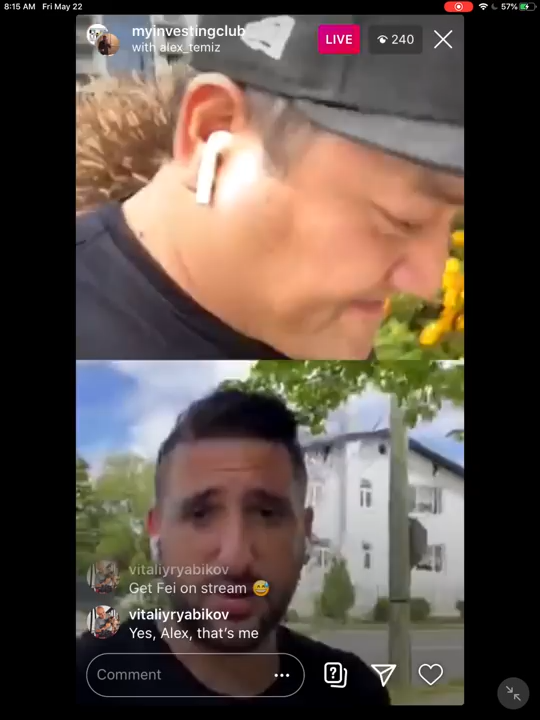 8:15 AM Fri May 22
57%
myinvestingclub
with alex_temiz
LIVE
240
vitaliyryabikov
Get Fei on stream 😅
vitaliyryabikov
Yes, Alex, that's me
Comment